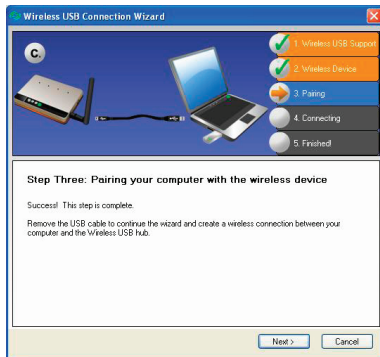 Wireless USB Connection Wizard
C.
1. Wireless USB Support
2. Wireless Device
3. Pairing
4. Connecting
5. Finished!
Step Three: Pairing your computer with the wireless device
Success! This step is complete.
Remove the USB cable to continue the wizard and create a wireless connection between your
computer and the Wireless USB hub.
Next >
Cancel